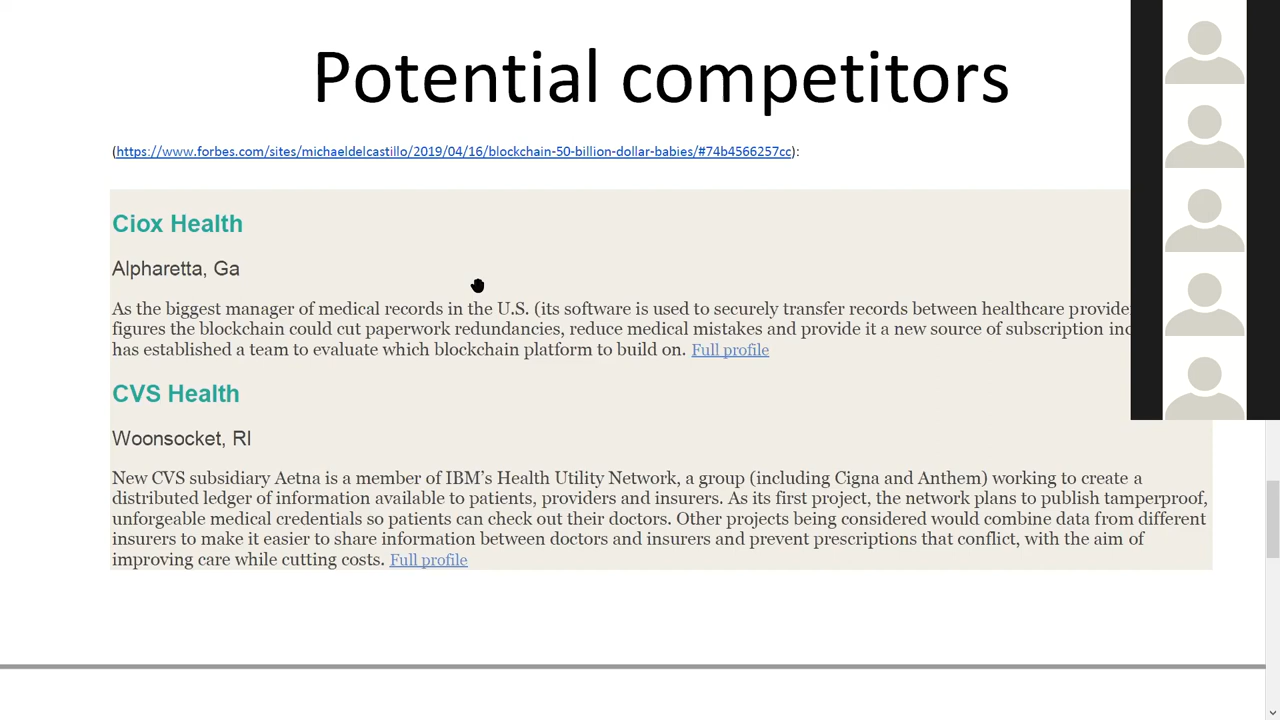 Potential competitors
(https://www.forbes.com/sites/michaeldelcastillo/2019/04/16/blockchain-50-billion-dollar-babies/#74b4566257cc):
Ciox Health
Alpharetta, Ga
As the biggest manager of medical records in the U.S. (its software is used to securely transfer records between healthcare
figures the blockchain could cut paperwork redundancies, reduce medical mistakes and provide it a new source of subscription
has established a team to evaluate which blockchain platform to build on. Full profile
CVS Health
Woonsocket, RI
New CVS subsidiary Aetna is a member of IBM’s Health Utility Network, a group (including Cigna and Anthem) working to create a
distributed ledger of information available to patients, providers and insurers. As its first project, the network plans to publish tamperproof,
unforgeable medical credentials so patients can check out their doctors. Other projects being considered would combine data from different
insurers to make it easier to share information between doctors and insurers and prevent prescriptions that conflict, with the aim of
improving care while cutting costs. Full profile